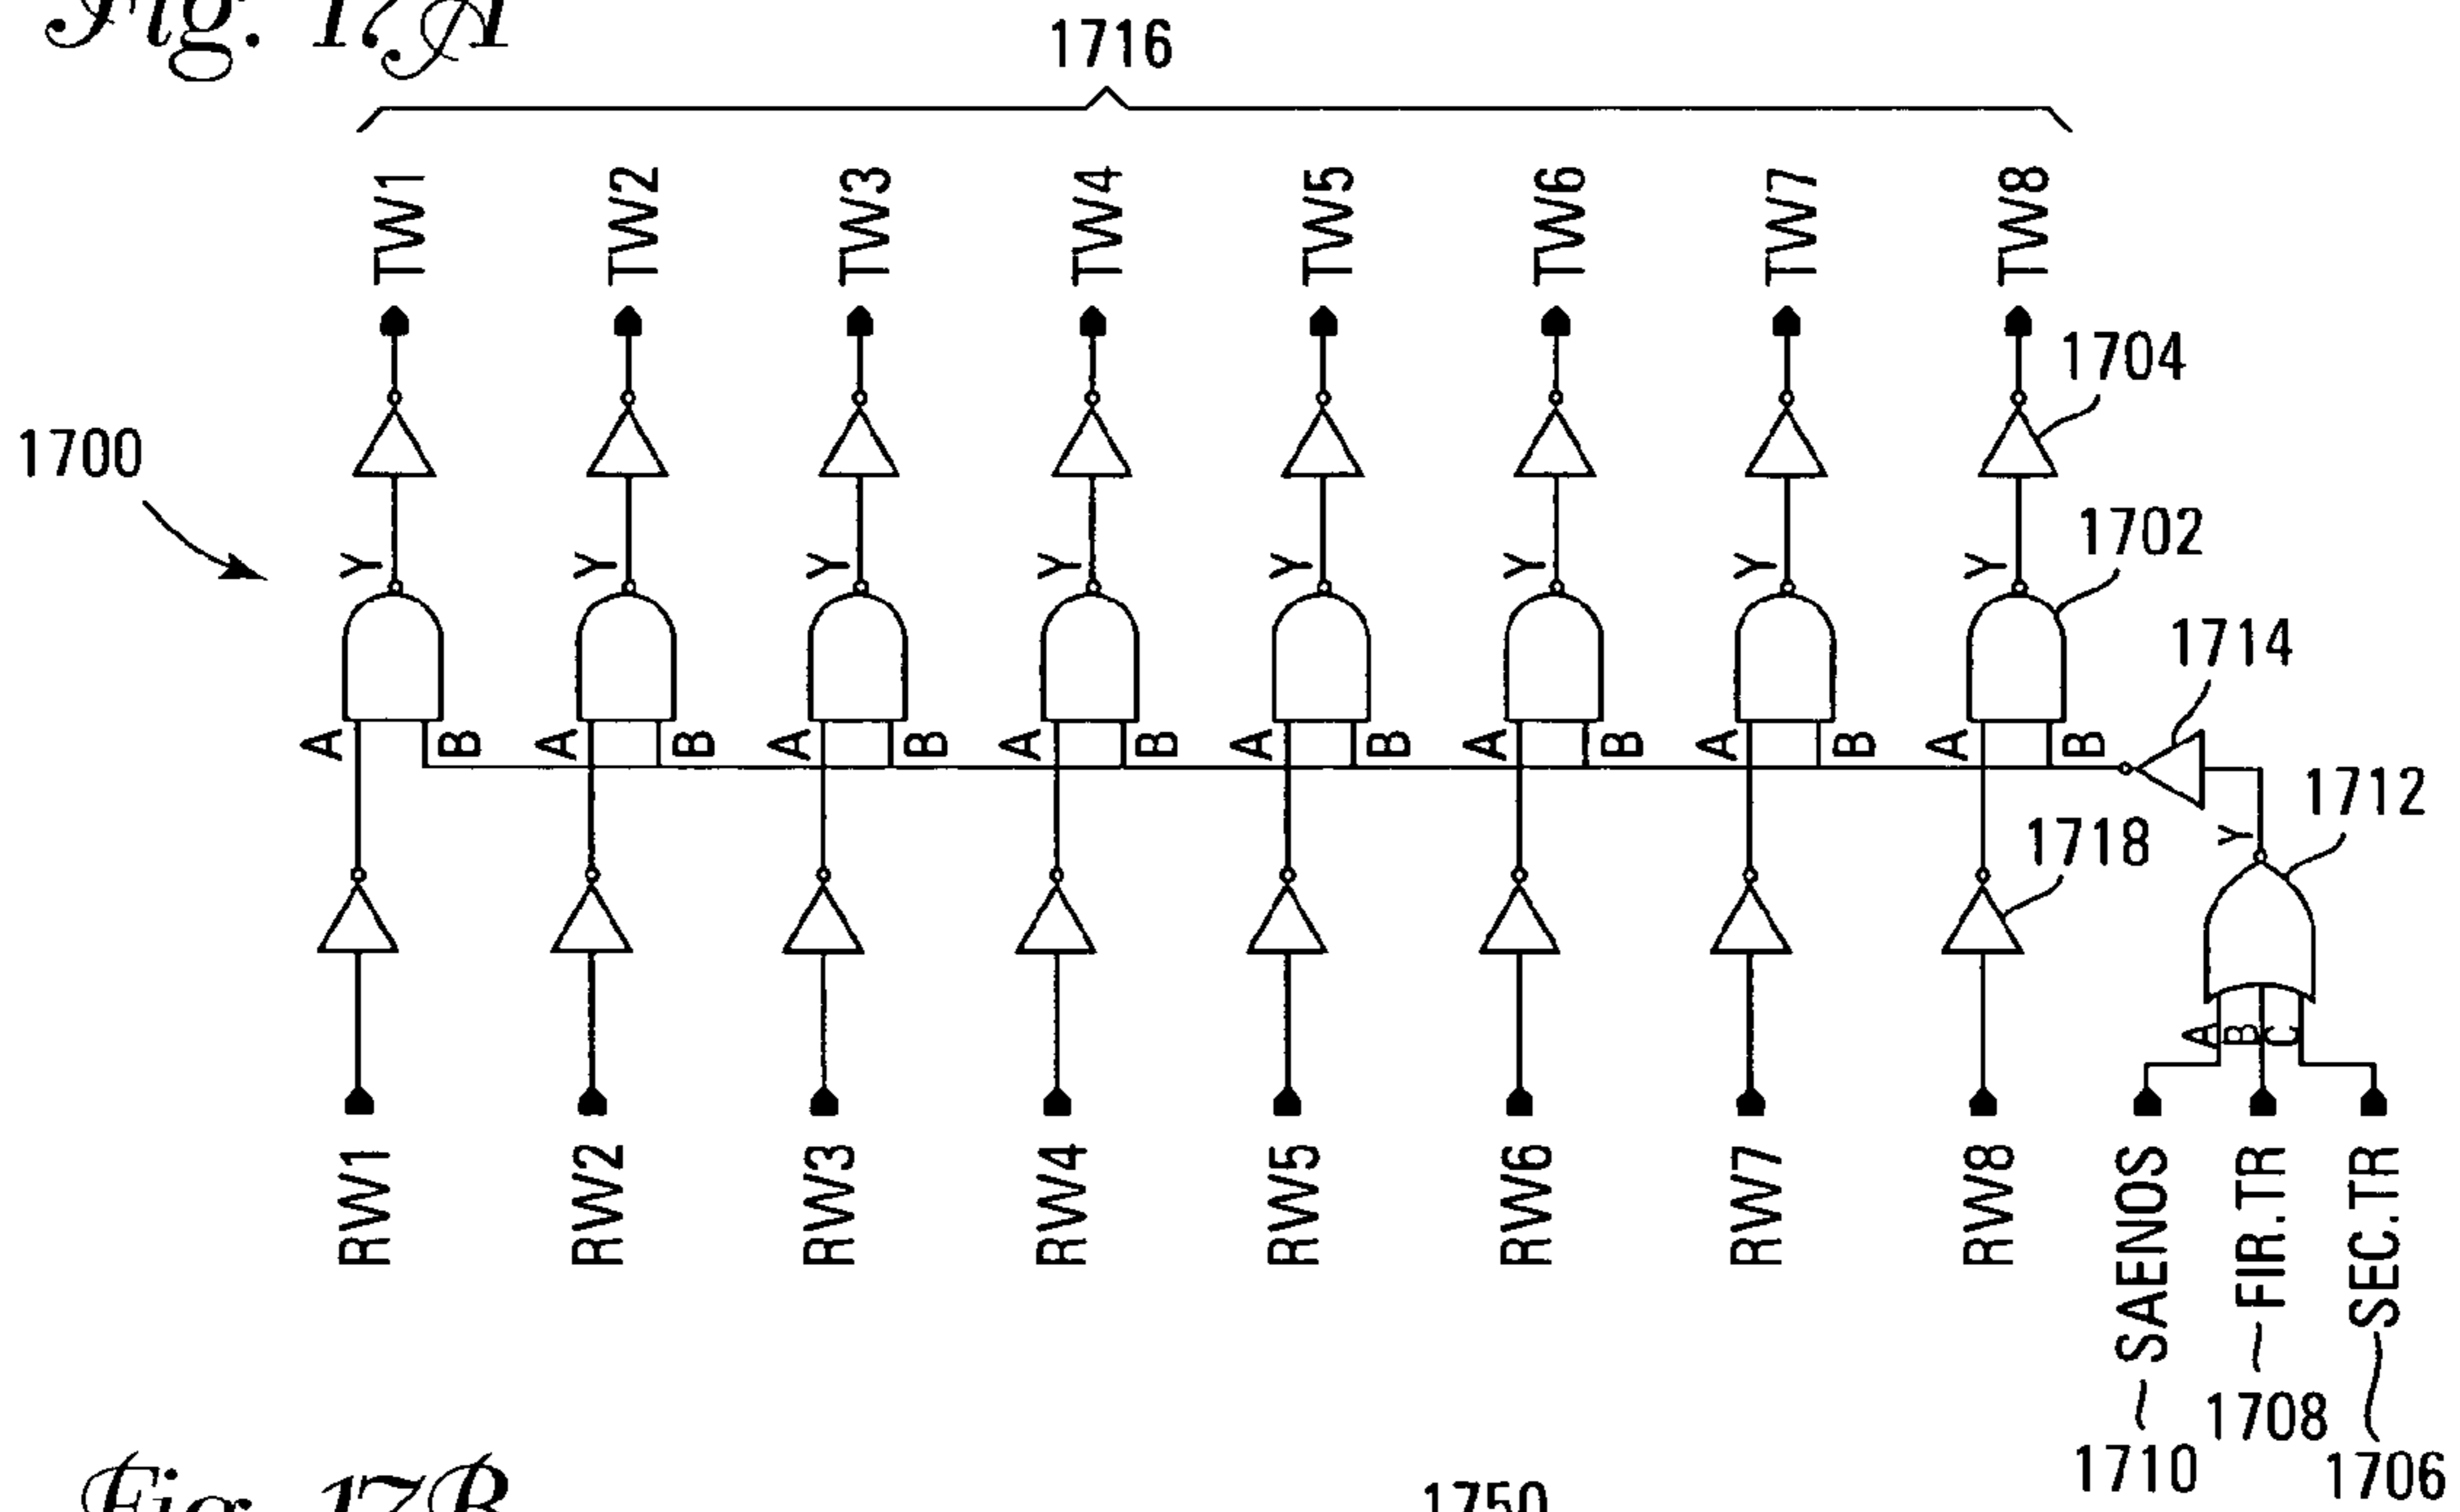 Fig. 17A
1716
TW1 TW2 TW3 TW4 TW5 TW6 TW7 TW8
1704
1700
1702
Y Y Y Y Y Y Y Y
1714
A B A B A B A B A B A B A B A B
1712
1718
Y
A B C
RW1 RW2 RW3 RW4 RW5 RW6 RW7 RW8 SAENOS FIR.TR SEC.TR
1708
1710
1706
Fig. 17B
1750